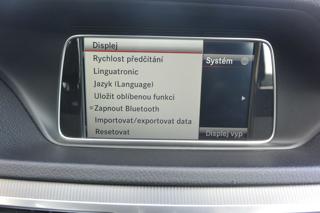 Displej
Rychlost předčítání
Systém
Linguatronic
Jazyk (Language)
Uložit oblíbenou funkci
Zapnout Bluetooth
Importovat/exportovat data
Resetovat
Displej vyp